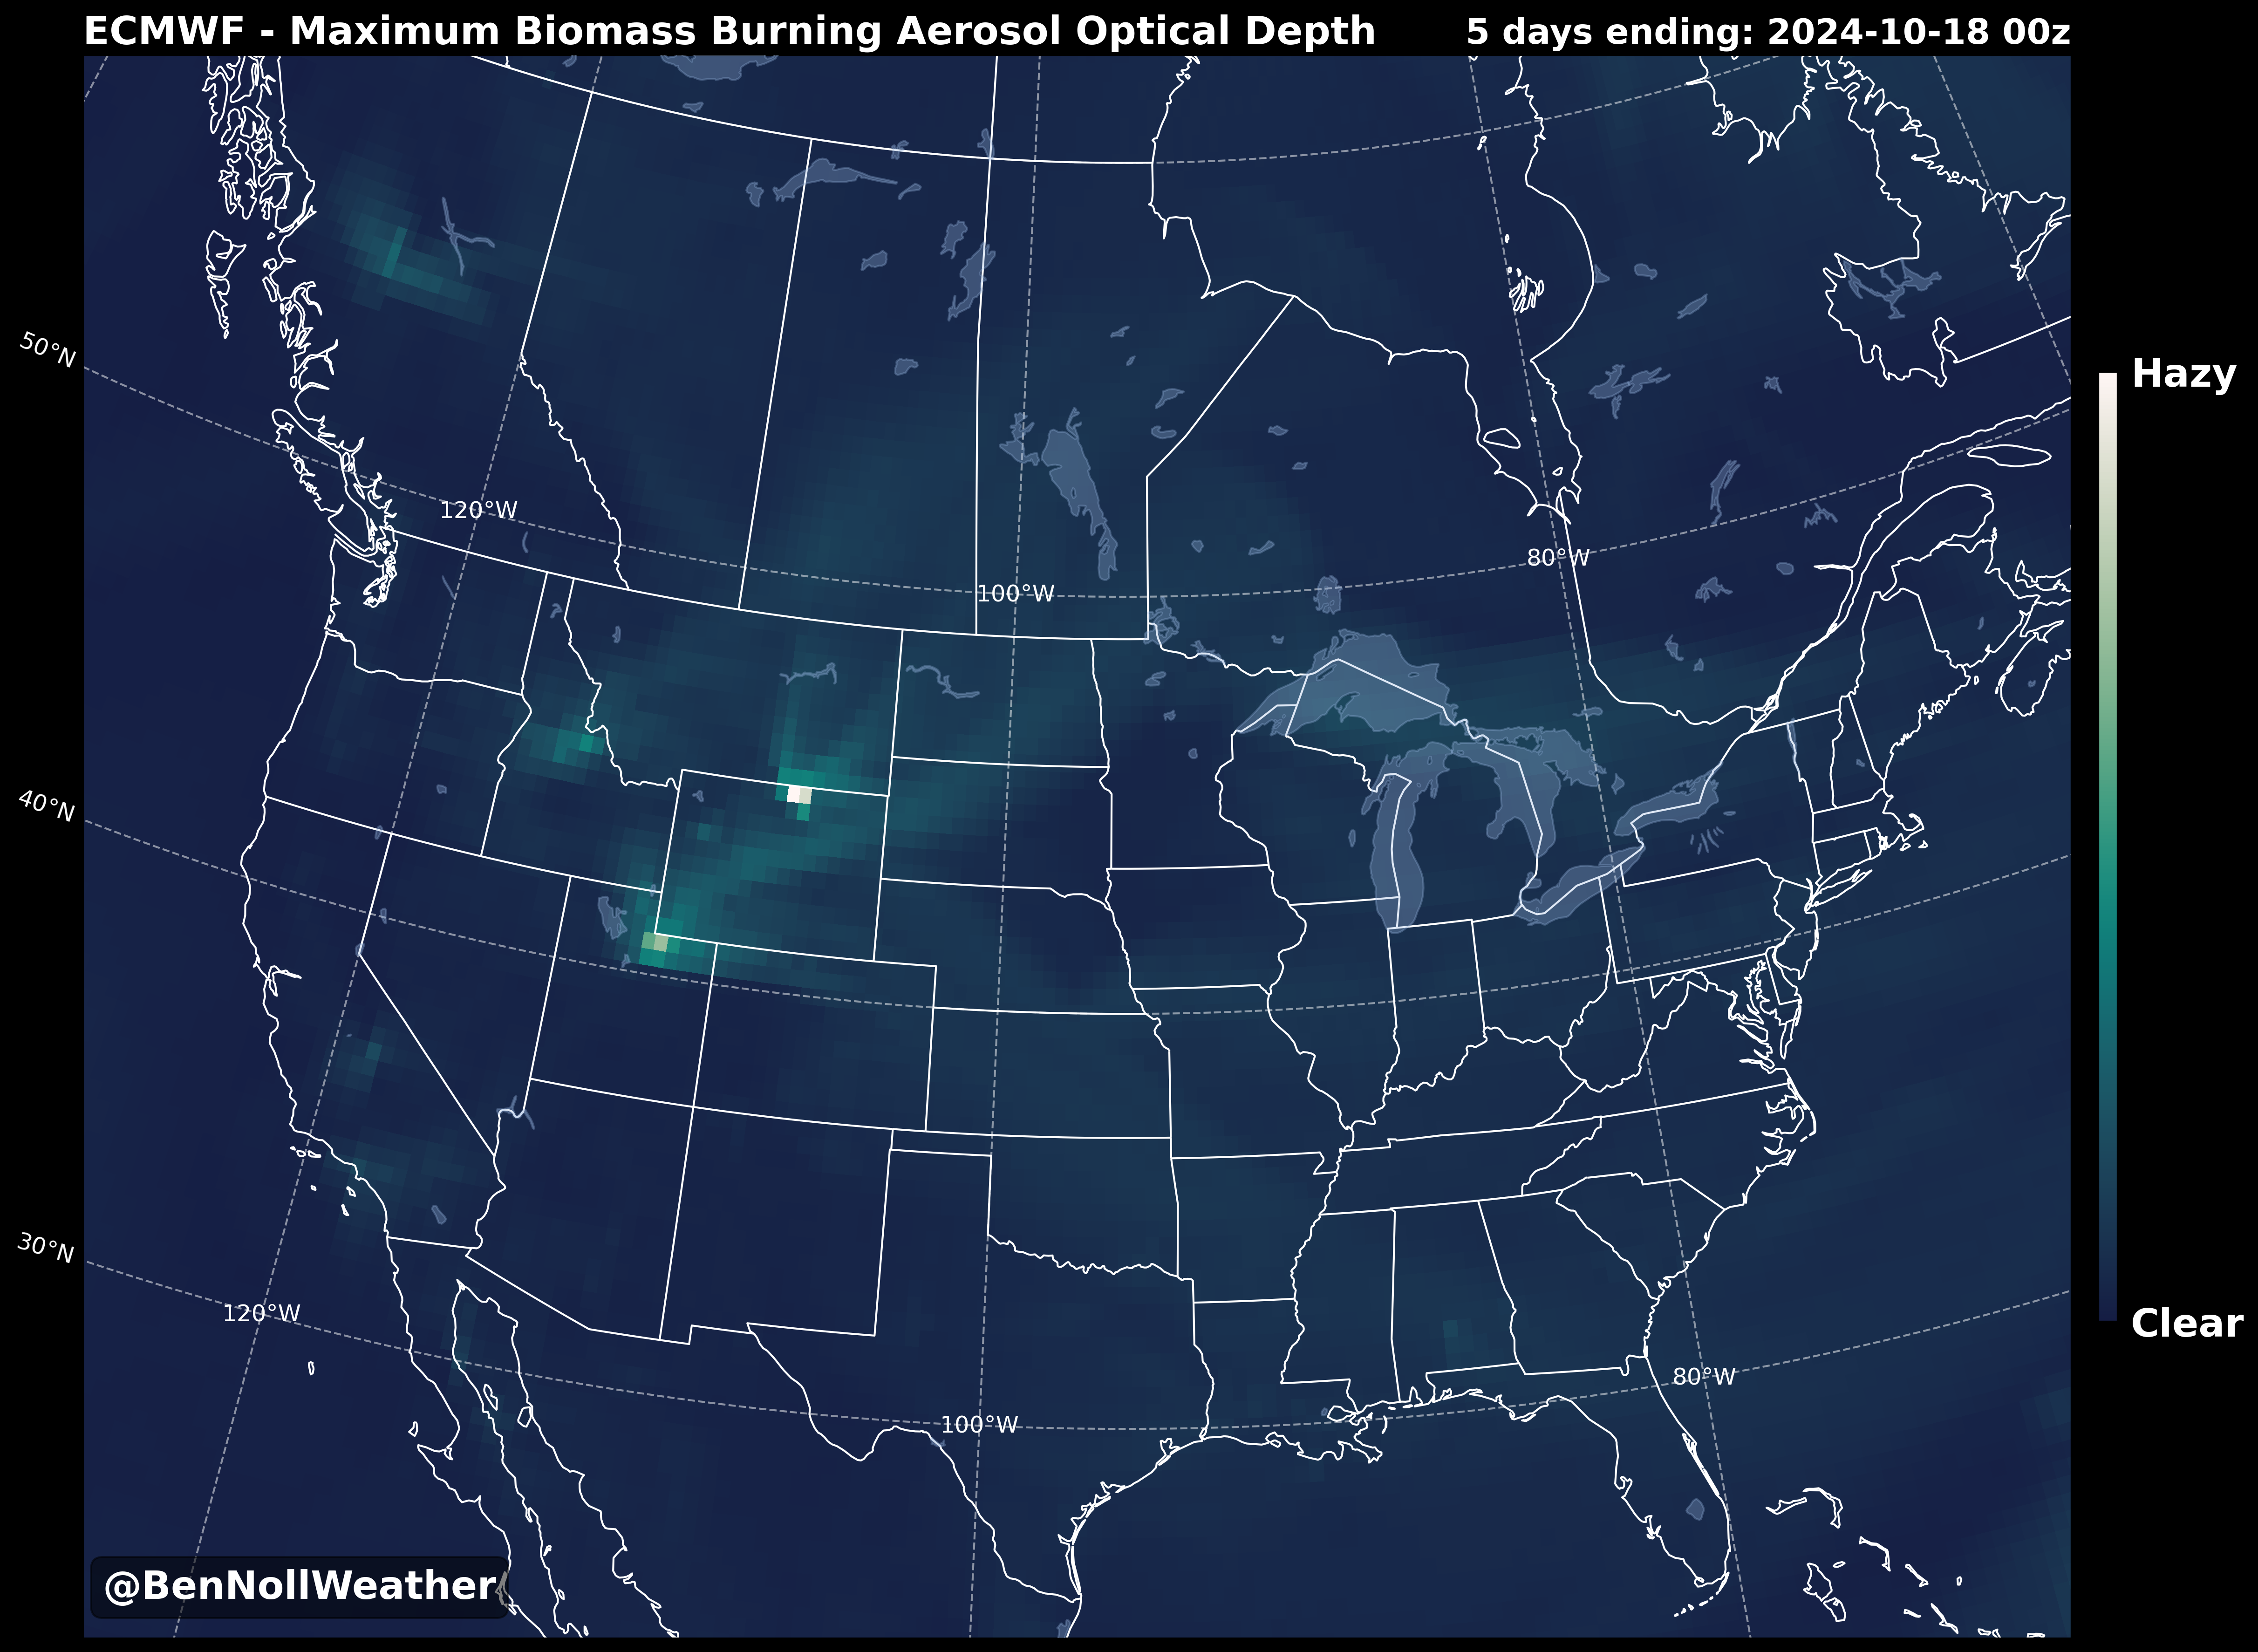 ECMWF - Maximum Biomass Burning Aerosol Optical Depth
5 days ending: 2024-10-18 00z
50°N
Hazy
120°W
80°W
100°W
40°N
30°N
120°W
Clear
80°W
100°W
@BenNollWeather